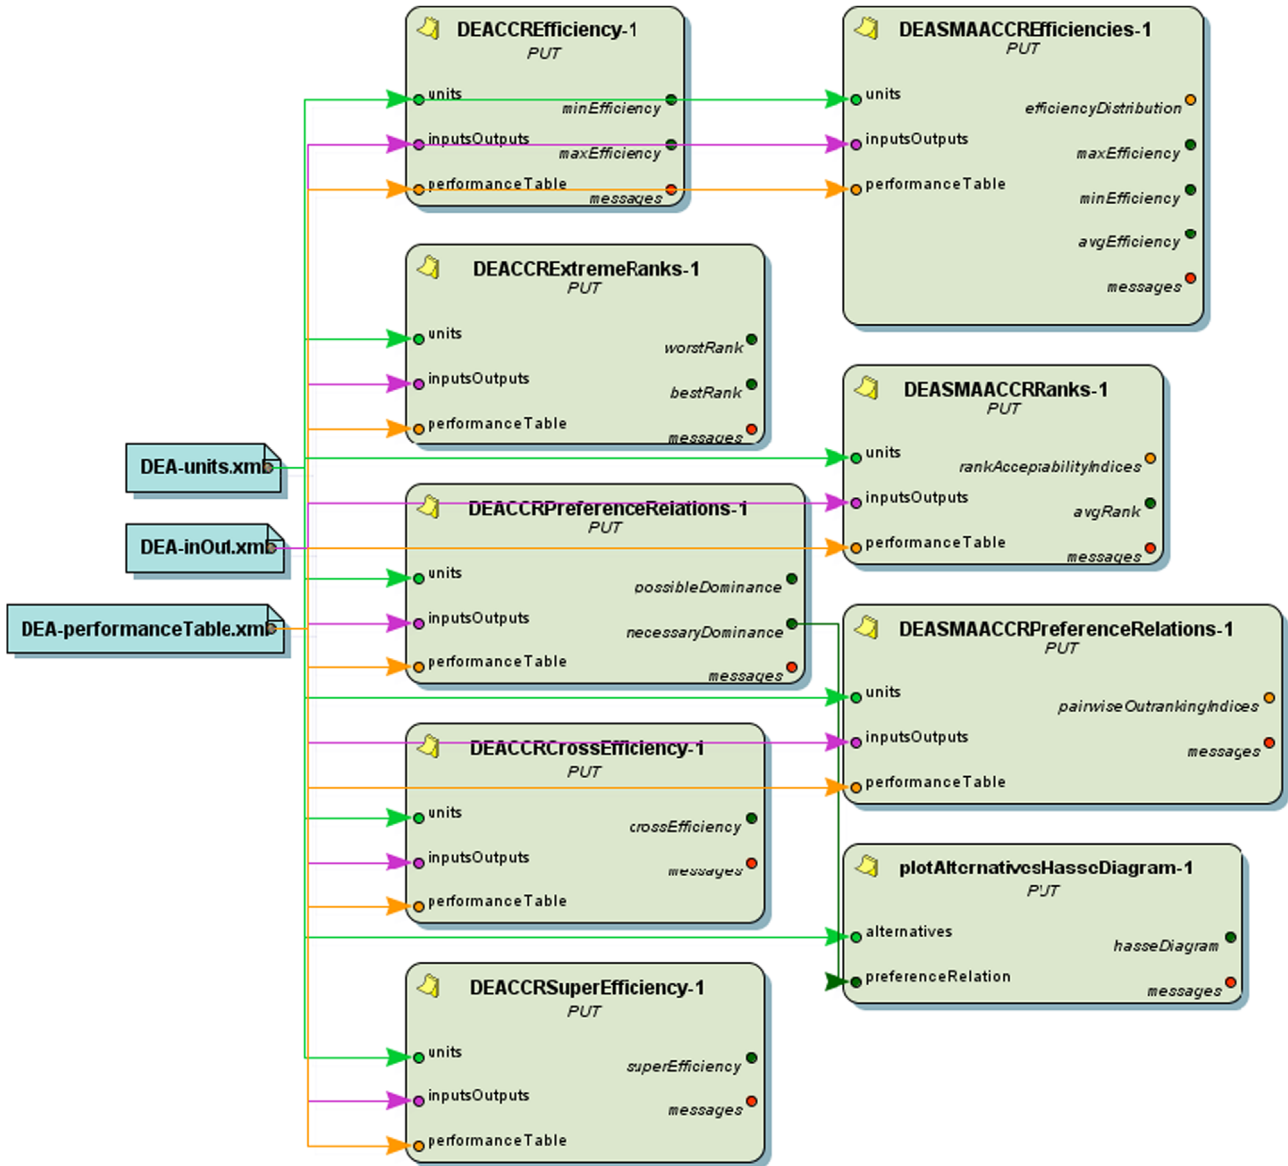 DEACCREfficiency-1
PUT
units
minEfficiency
inputsOutputs
maxEfficiency
performanceTable
messages
DEASMAACCREfficiencies-1
PUT
units
efficiencyDistribution
inputsOutputs
maxEfficiency
performanceTable
minEfficiency
avgEfficiency
messages
DEACCRExtremeRanks-1
PUT
units
worstRank
inputsOutputs
bestRank
performanceTable
messages
DEASMAACCRRanks-1
PUT
units
rankAcceptabilityIndices
inputsOutputs
avgRank
performanceTable
messages
DEA-units.xml
DEA-inOut.xml
DEA-performanceTable.xml
DEACCRPreferenceRelations-1
PUT
units
possibleDominance
inputsOutputs
necessaryDominance
performanceTable
messages
DEASMAACCRPreferenceRelations-1
PUT
units
pairwiseOutrankingIndices
inputsOutputs
messages
performanceTable
DEACCRCrossEfficiency-1
PUT
units
crossEfficiency
inputsOutputs
messages
performanceTable
plotAlternativesHasseDiagram-1
PUT
alternatives
hasseDiagram
preferenceRelation
messages
DEACCRSuperEfficiency-1
PUT
units
superEfficiency
inputsOutputs
messages
performanceTable